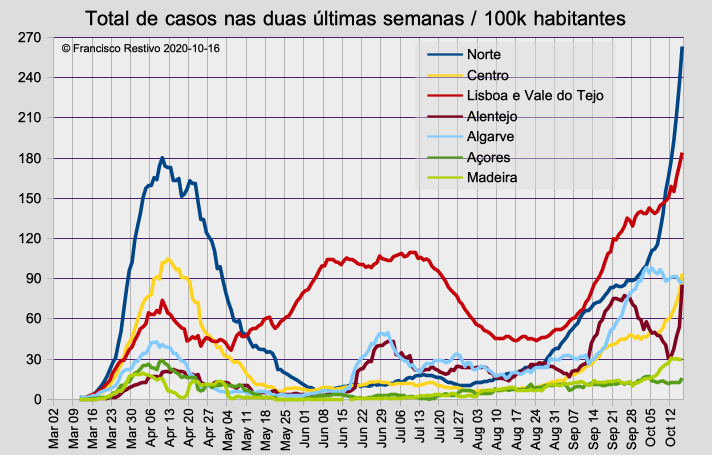 Total de casos nas duas últimas semanas / 100k habitantes
© Francisco Restivo 2020-10-16
Norte
Centro
Lisboa e Vale do Tejo
Alentejo
Algarve
Açores
Madeira
270
240
210
180
150
120
90
60
30
0
Mar 02
Mar 09
Mar 16
Mar 23
Mar 30
Apr 06
Apr 13
Apr 20
Apr 27
May 04
May 11
May 18
May 25
Jun 01
Jun 08
Jun 15
Jun 22
Jun 29
Jul 06
Jul 13
Jul 20
Jul 27
Aug 03
Aug 10
Aug 17
Aug 24
Aug 31
Sep 07
Sep 14
Sep 21
Sep 28
Oct 05
Oct 12